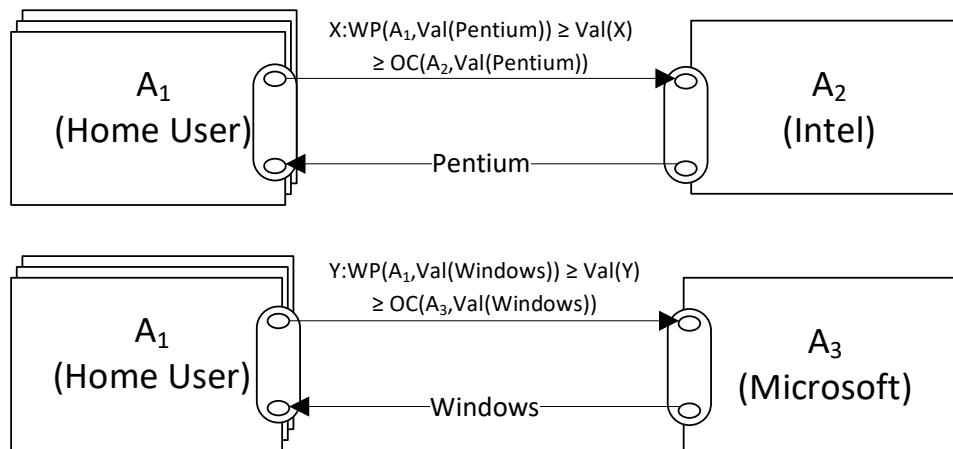 X:WP(A₁,Val(Pentium)) ≥ Val(X)
≥ OC(A₂,Val(Pentium))
A₁
(Home User)
A₂
(Intel)
Pentium
Y:WP(A₁,Val(Windows)) ≥ Val(Y)
≥ OC(A₃,Val(Windows))
A₁
(Home User)
A₃
(Microsoft)
Windows